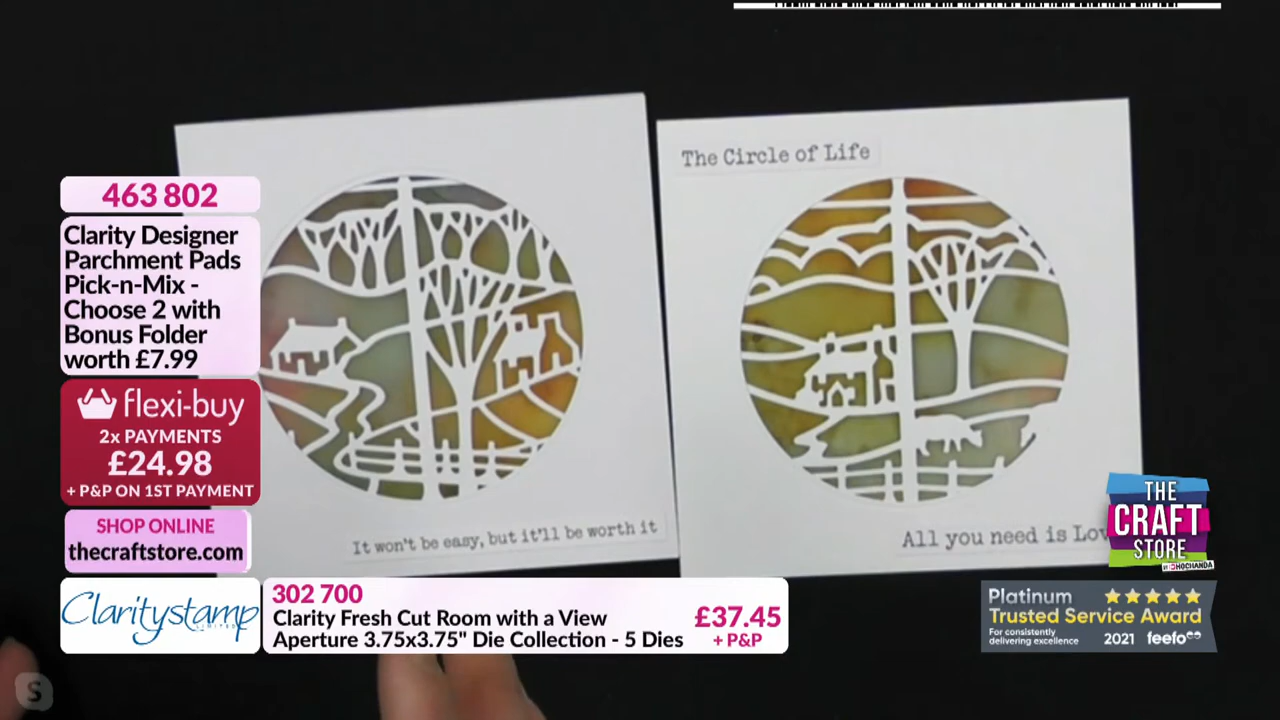 The Circle of Life
463 802
Clarity Designer
Parchment Pads
Pick-n-Mix -
Choose 2 with
Bonus Folder
worth £7.99
flexi-buy
2x PAYMENTS
£24.98
+ P&P ON 1ST PAYMENT
SHOP ONLINE
thecraftstore.com
It won't be easy, but it'll be worth it
All you need is Lov
THE
CRAFT
STORE
BY HOCHANDA
Claritystamp
LIMITED
302 700
Clarity Fresh Cut Room with a View
Aperture 3.75x3.75" Die Collection - 5 Dies
£37.45
+ P&P
Platinum
Trusted Service Award
For consistently
delivering excellence
2021 feefo
S